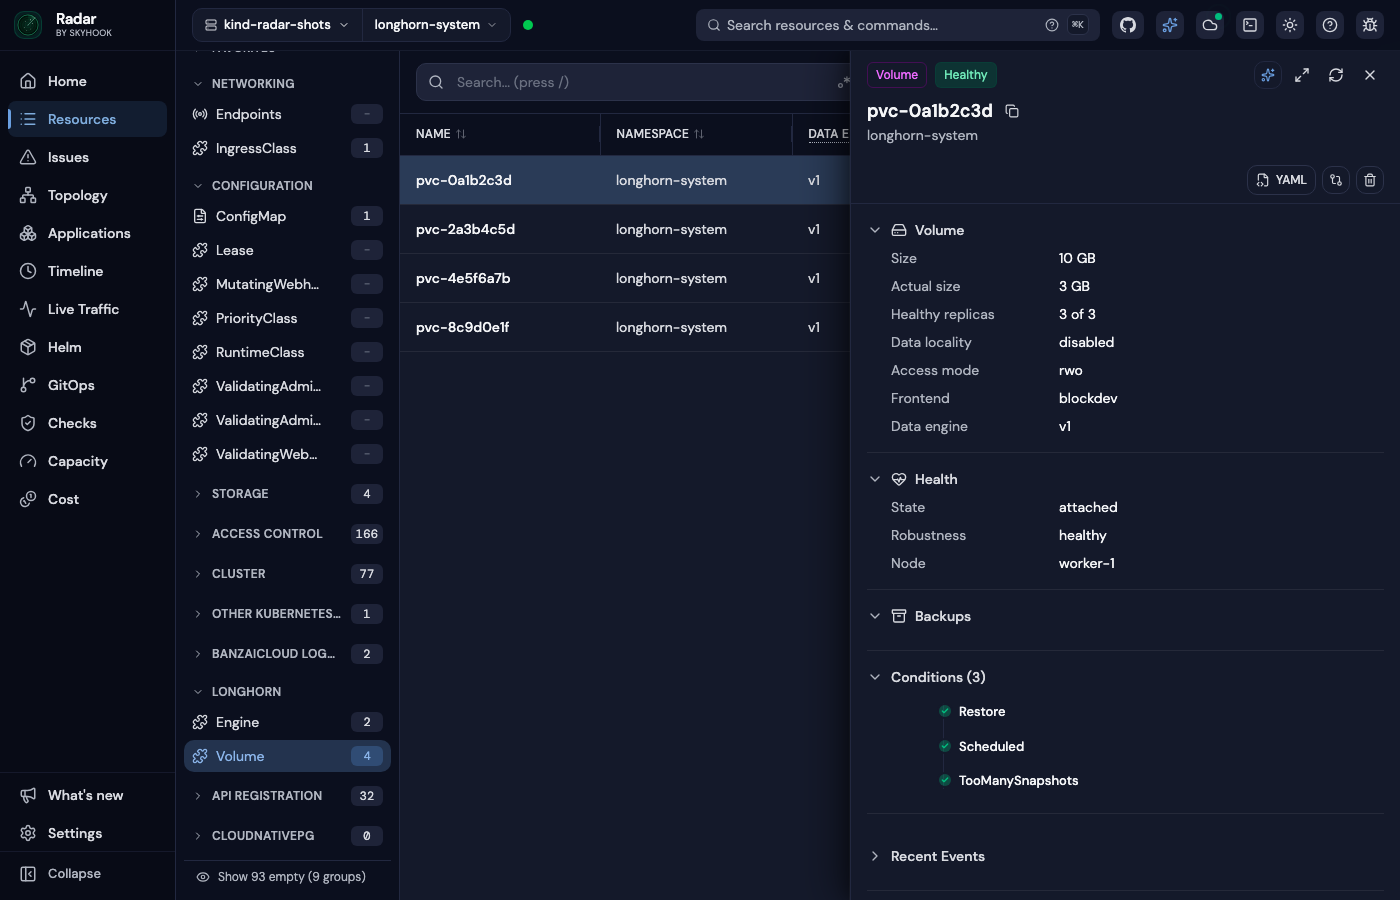 Radar
BY SKYHOOK
kind-radar-shots
longhorn-system
Search resources & commands...
⌘K
Home
Resources
Issues
Topology
Applications
Timeline
Live Traffic
Helm
GitOps
Checks
Capacity
Cost
What's new
Settings
Collapse
NETWORKING
Endpoints –
IngressClass 1
CONFIGURATION
ConfigMap 1
Lease –
MutatingWebh... –
PriorityClass –
RuntimeClass –
ValidatingAdmi... –
ValidatingAdmi... –
ValidatingWeb... –
STORAGE 4
ACCESS CONTROL 166
CLUSTER 77
OTHER KUBERNETES... 1
BANZAICLOUD LOG... 2
LONGHORN
Engine 2
Volume 4
API REGISTRATION 32
CLOUDNATIVEPG 0
Show 93 empty (9 groups)
Search... (press /)
.*
NAME NAMESPACE DATA E
pvc-0a1b2c3d longhorn-system v1
pvc-2a3b4c5d longhorn-system v1
pvc-4e5f6a7b longhorn-system v1
pvc-8c9d0e1f longhorn-system v1
Volume Healthy
pvc-0a1b2c3d
longhorn-system
YAML
Volume
Size 10 GB
Actual size 3 GB
Healthy replicas 3 of 3
Data locality disabled
Access mode rwo
Frontend blockdev
Data engine v1
Health
State attached
Robustness healthy
Node worker-1
Backups
Conditions (3)
Restore
Scheduled
TooManySnapshots
Recent Events